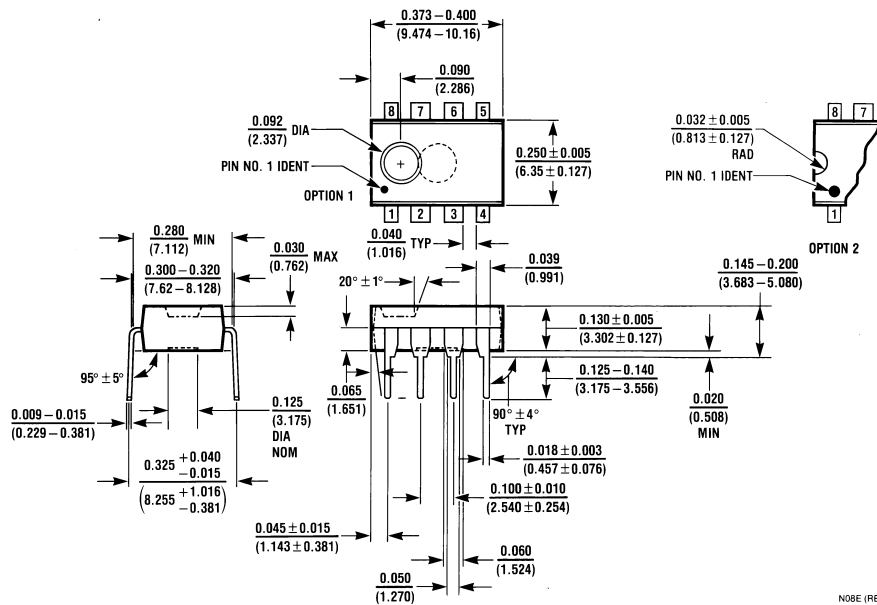 0.373 – 0.400
(9.474 – 10.16)
0.090
(2.286)
8 7 6 5
0.092
(2.337)
DIA
PIN NO. 1 IDENT
OPTION 1
1 2 3 4
0.250 ± 0.005
(6.35 ± 0.127)
0.032 ± 0.005
(0.813 ± 0.127)
RAD
PIN NO. 1 IDENT
8 7
1
OPTION 2
0.280
(7.112)
MIN
0.300 – 0.320
(7.62 – 8.128)
0.030
(0.762)
MAX
0.040
(1.016)
TYP
0.039
(0.991)
20° ± 1°
0.145 – 0.200
(3.683 – 5.080)
0.130 ± 0.005
(3.302 ± 0.127)
0.125 – 0.140
(3.175 – 3.556)
0.020
(0.508)
MIN
95° ± 5°
0.009 – 0.015
(0.229 – 0.381)
0.125
(3.175)
DIA
NOM
0.065
(1.651)
90° ± 4°
TYP
0.018 ± 0.003
(0.457 ± 0.076)
0.325 +0.040
−0.015
(8.255 +1.016
−0.381)
0.100 ± 0.010
(2.540 ± 0.254)
0.045 ± 0.015
(1.143 ± 0.381)
0.060
(1.524)
0.050
(1.270)
N08E (RE